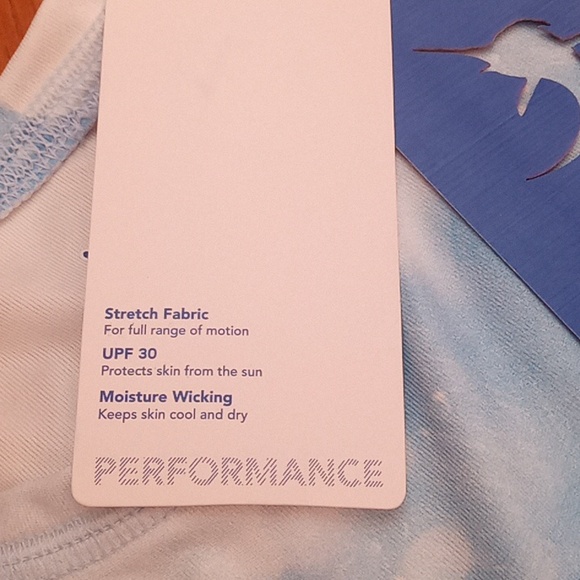 Stretch Fabric
For full range of motion
UPF 30
Protects skin from the sun
Moisture Wicking
Keeps skin cool and dry
PERFORMANCE